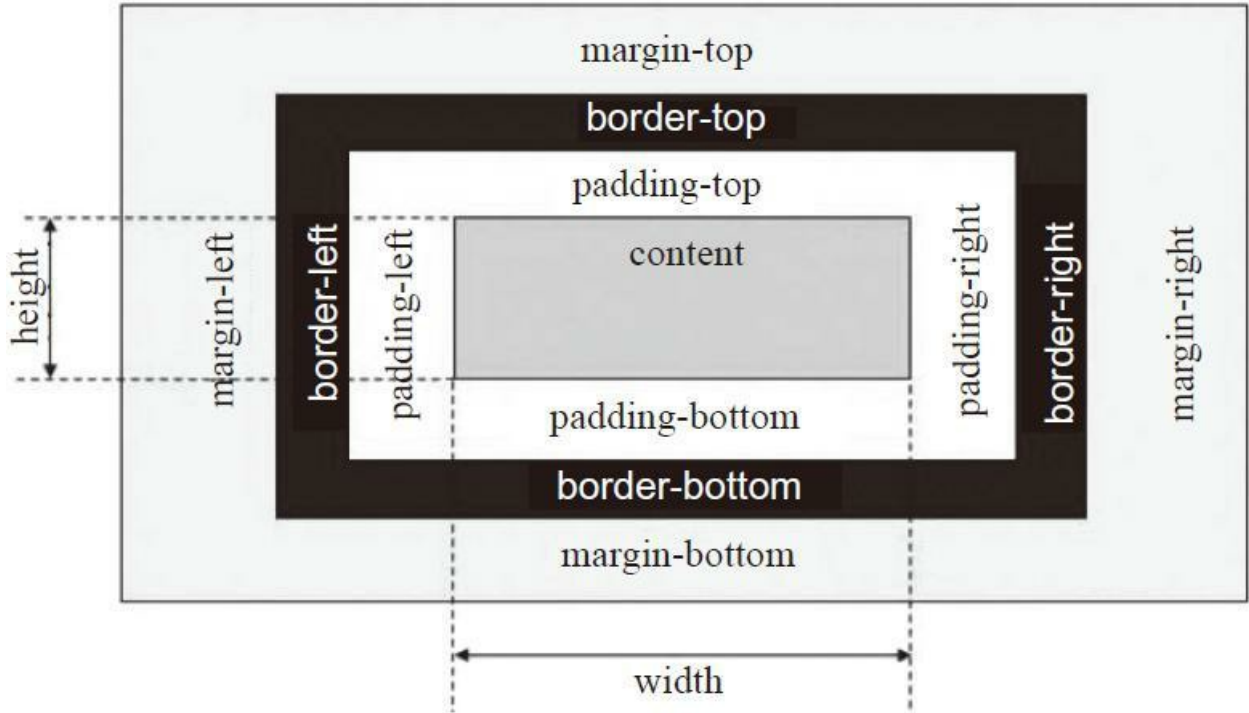 margin-top
border-top
padding-top
height
margin-left
border-left
padding-left
content
padding-right
border-right
margin-right
padding-bottom
border-bottom
margin-bottom
width